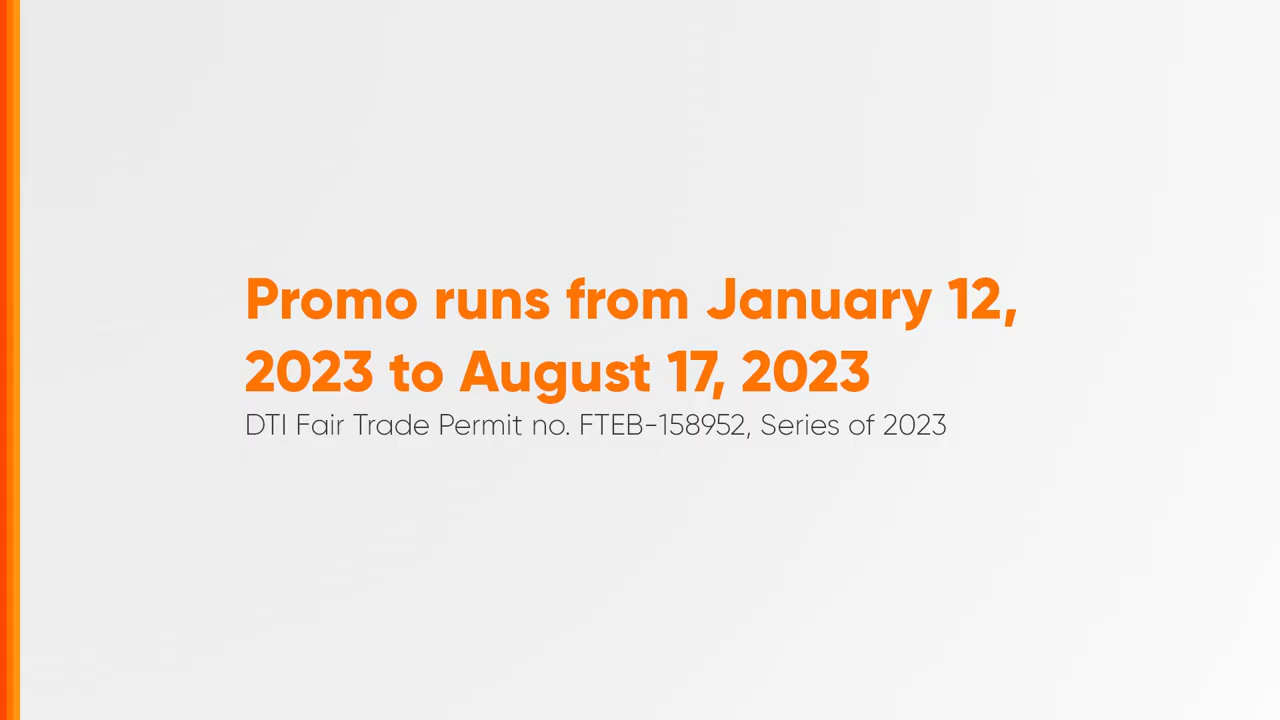 Promo runs from January 12,
2023 to August 17, 2023
DTI Fair Trade Permit no. FTEB-158952, Series of 2023